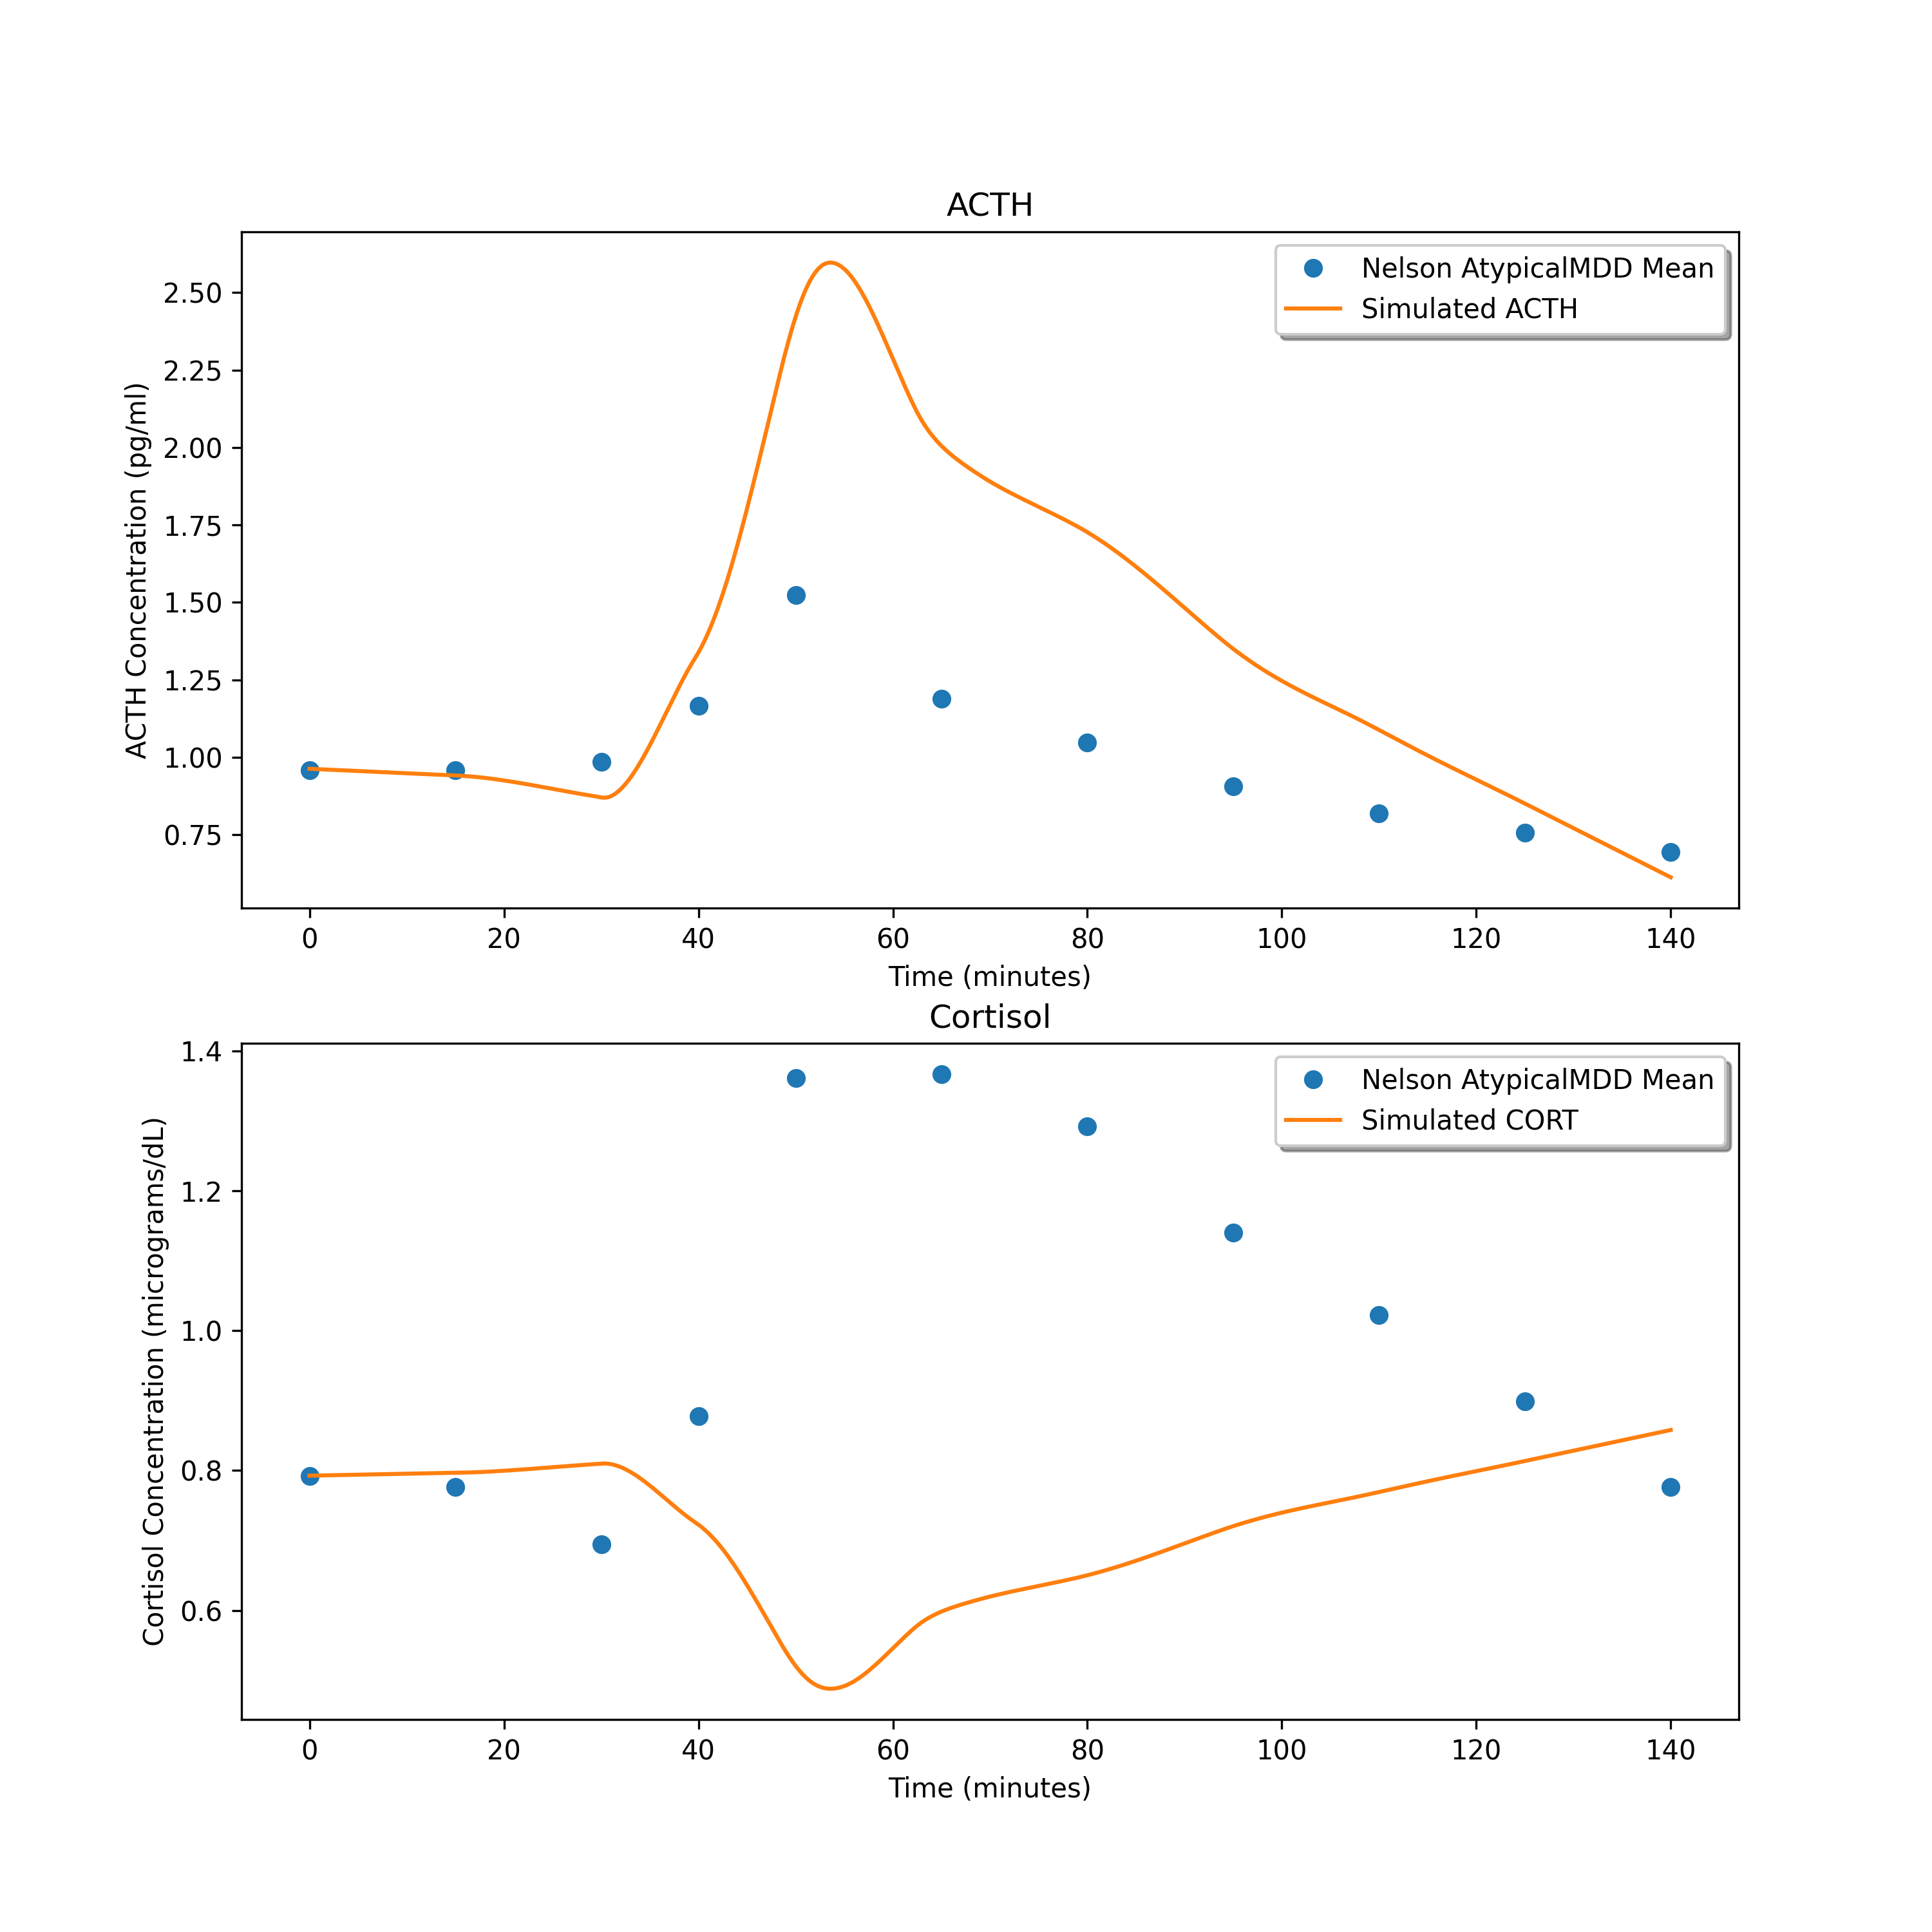 ACTH
Nelson AtypicalMDD Mean
Simulated ACTH
ACTH Concentration (pg/ml)
2.50
2.25
2.00
1.75
1.50
1.25
1.00
0.75
0 20 40 60 80 100 120 140
Time (minutes)
Cortisol
Nelson AtypicalMDD Mean
Simulated CORT
Cortisol Concentration (micrograms/dL)
1.4
1.2
1.0
0.8
0.6
0 20 40 60 80 100 120 140
Time (minutes)